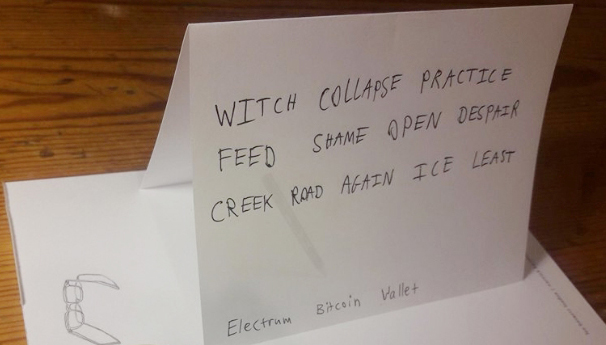 WITCH COLLAPSE PRACTICE
FEED SHAME OPEN DESPAIR
CREEK ROAD AGAIN ICE LEAST
Electrum Bitcoin Wallet